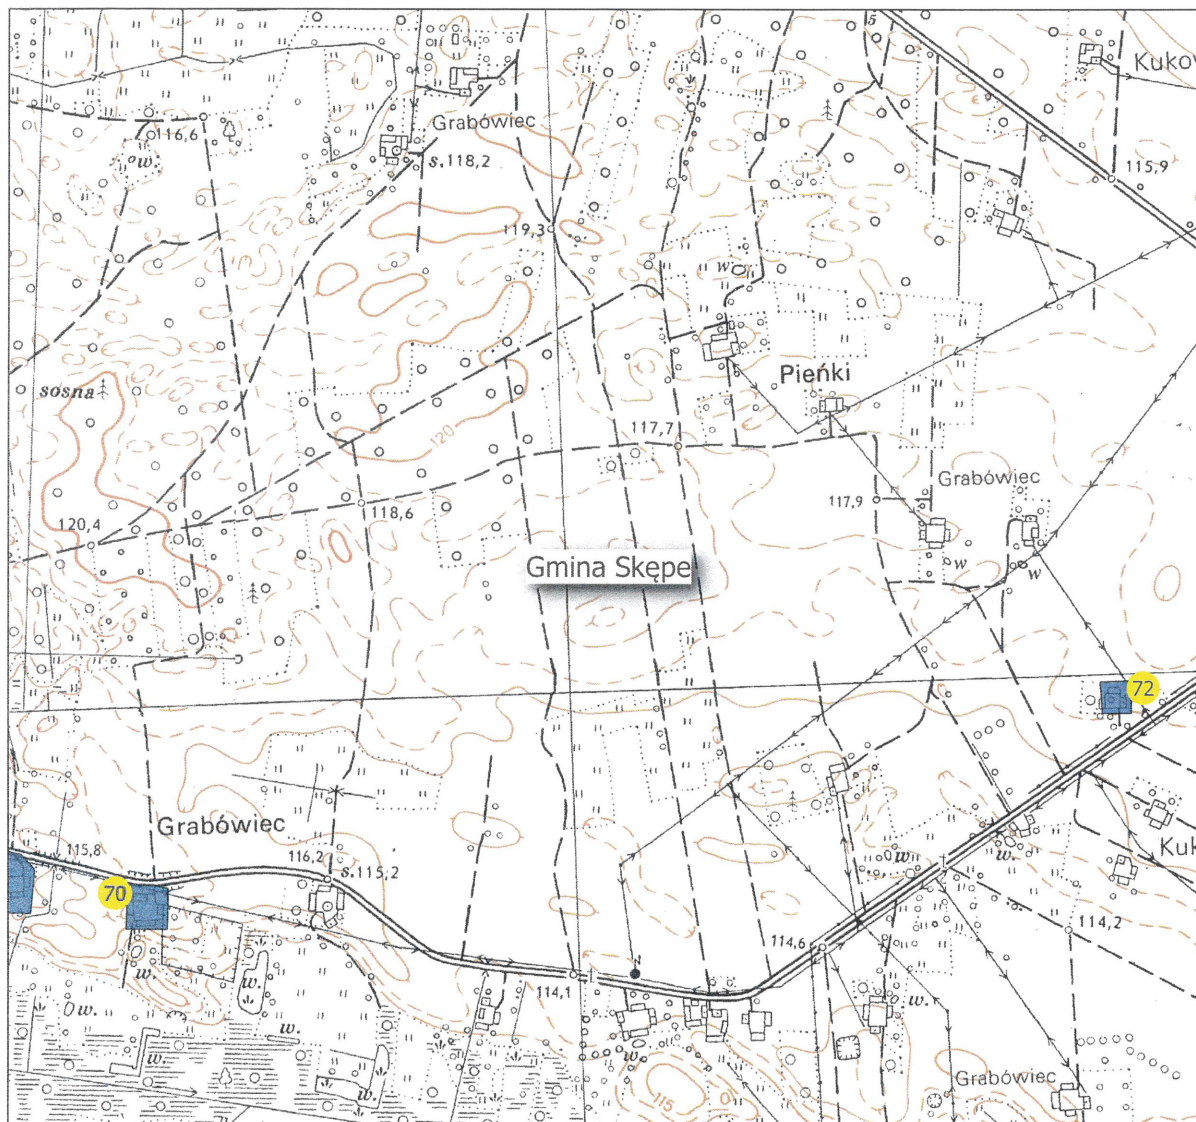 5
Kukow
Grabówiec
116,6
w.
s.118,2
115,9
119,3
w
sosna
Pieńki
120
117,7
Grabówiec
118,6
117,9
120,4
Gmina Skępe
w
w
72
Grabówiec
115,8
116,2
s.115,2
w.
w.
Kuk
70
114,6
114,2
w.
w.
114,1
w.
w.
w.
w.
w.
115
Grabówiec
w.